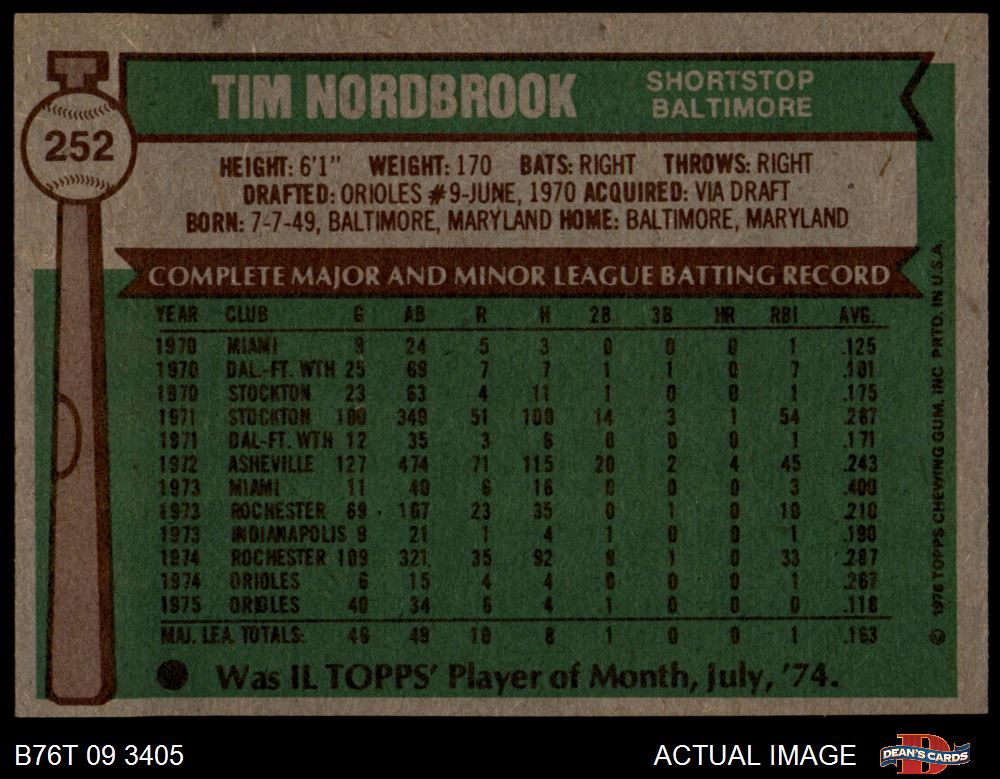 252
TIM NORDBROOK
SHORTSTOP
BALTIMORE
HEIGHT: 6'1" WEIGHT: 170 BATS: RIGHT THROWS: RIGHT
DRAFTED: ORIOLES #9-JUNE, 1970 ACQUIRED: VIA DRAFT
BORN: 7-7-49, BALTIMORE, MARYLAND HOME: BALTIMORE, MARYLAND
COMPLETE MAJOR AND MINOR LEAGUE BATTING RECORD
YEAR CLUB G AB R H 2B 3B HR RBI AVG.
1970 MIAMI 9 24 5 3 0 0 0 1 .125
1970 DAL.-FT. WTH 25 69 7 7 1 1 0 7 .101
1970 STOCKTON 23 63 4 11 1 0 0 1 .175
1971 STOCKTON 100 349 51 100 14 3 1 54 .287
1971 DAL-FT. WTH 12 35 3 6 0 0 0 1 .171
1972 ASHEVILLE 127 474 71 115 20 2 4 45 .243
1973 MIAMI 11 40 6 16 0 0 0 3 .400
1973 ROCHESTER 69 167 23 35 0 1 0 10 .210
1973 INDIANAPOLIS 9 21 1 4 1 0 0 1 .190
1974 ROCHESTER 109 321 35 92 9 1 0 33 .287
1974 ORIOLES 6 15 4 4 0 0 0 1 .267
1975 ORIOLES 40 34 6 4 1 0 0 0 .118
MAJ. LEA. TOTALS: 46 49 10 8 1 0 0 1 .163
Was IL TOPPS' Player of Month, July, '74.
© 1976 TOPPS CHEWING GUM, INC PRTD. IN U.S.A.
B76T 09 3405
ACTUAL IMAGE
DEAN'S CARDS